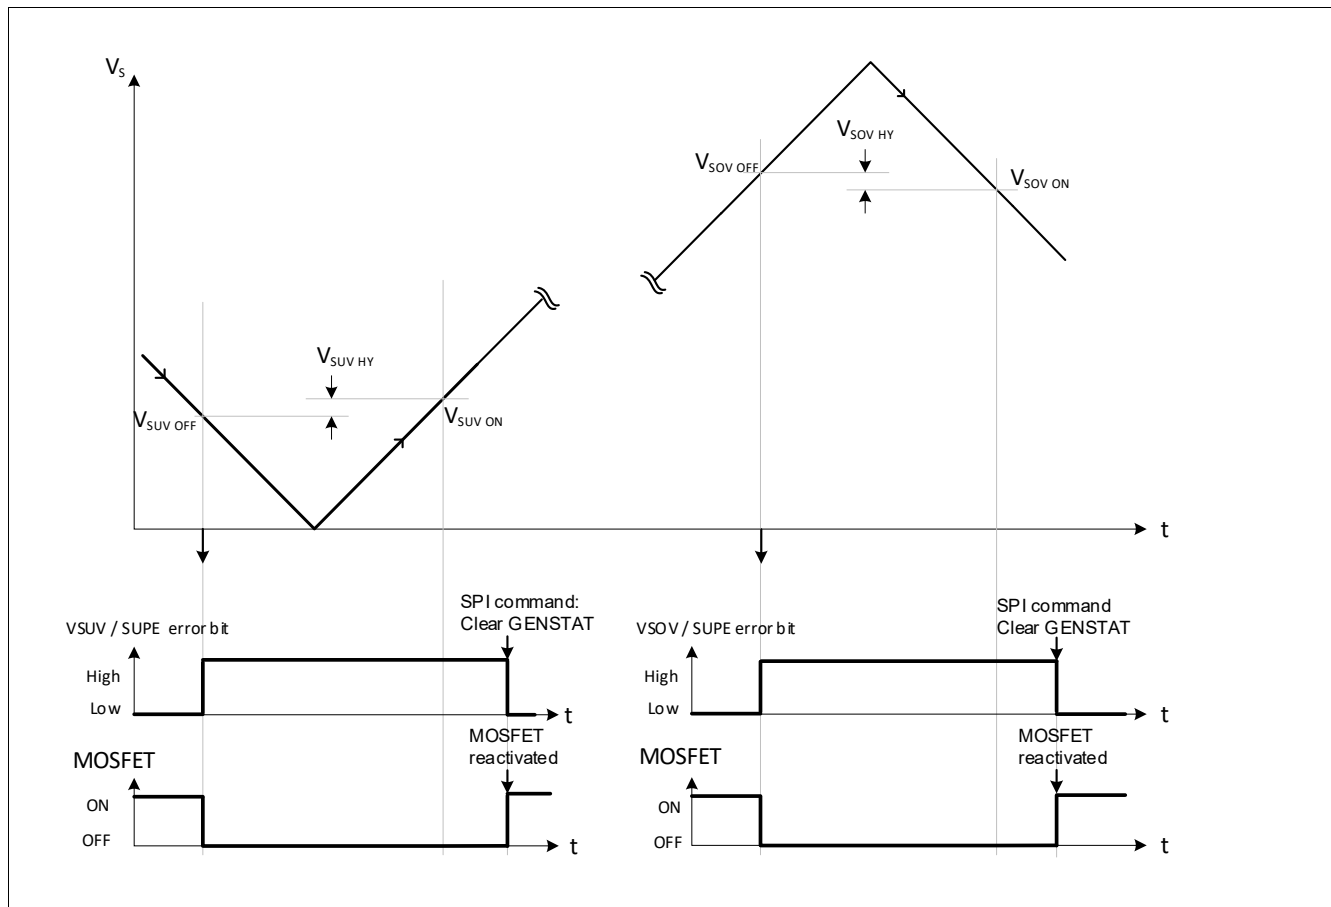 VS
VSOV HY
VSOV OFF
VSOV ON
VSUV HY
VSUV OFF
VSUV ON
t
SPI command:
Clear GENSTAT
VSUV / SUPE error bit
High
Low
t
MOSFET
reactivated
MOSFET
ON
OFF
t
SPI command
Clear GENSTAT
VSOV / SUPE error bit
High
Low
t
MOSFET
reactivated
MOSFET
ON
OFF
t